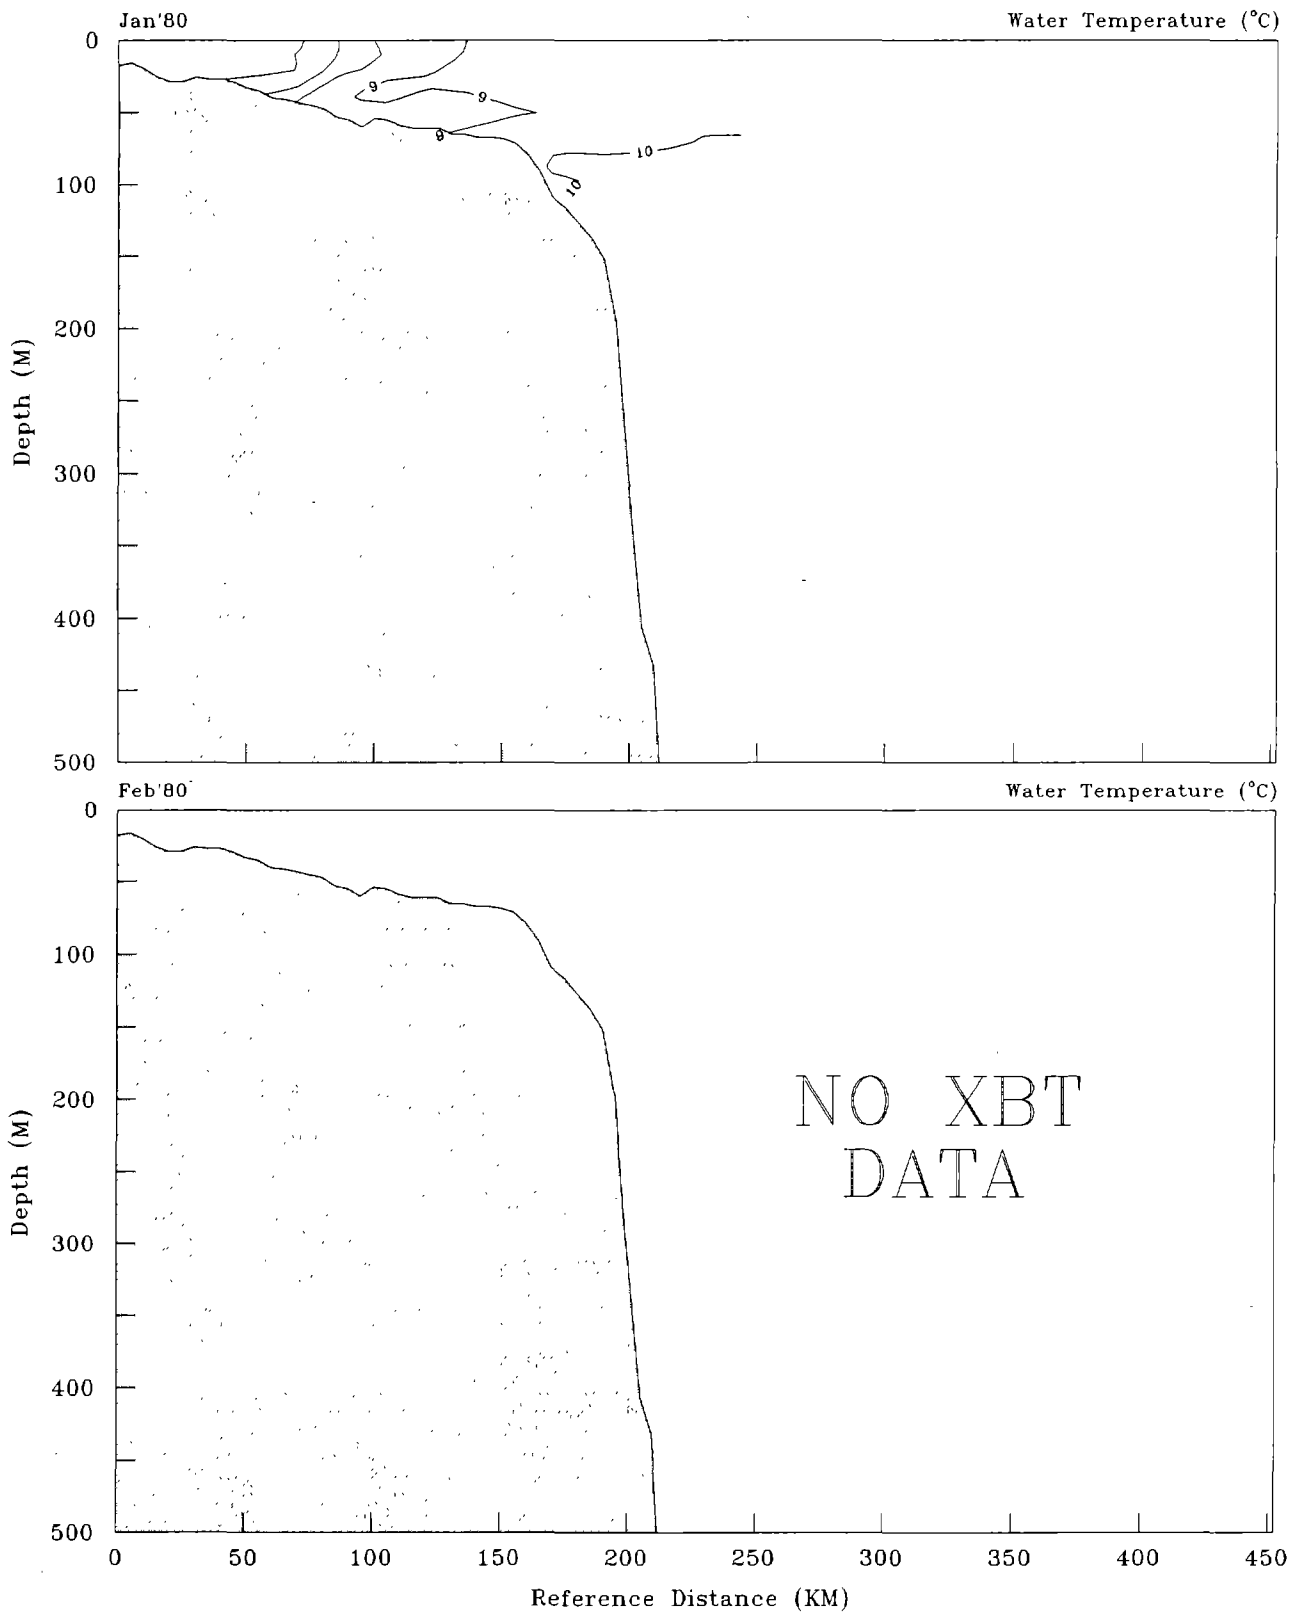 Jan'80 Water Temperature (°C)
0
9
9
8
10
10
100
200
300
400
500
Depth (M)
Feb'80 Water Temperature (°C)
0
100
200
300
400
500
Depth (M)
NO XBT
DATA
0 50 100 150 200 250 300 350 400 450
Reference Distance (KM)